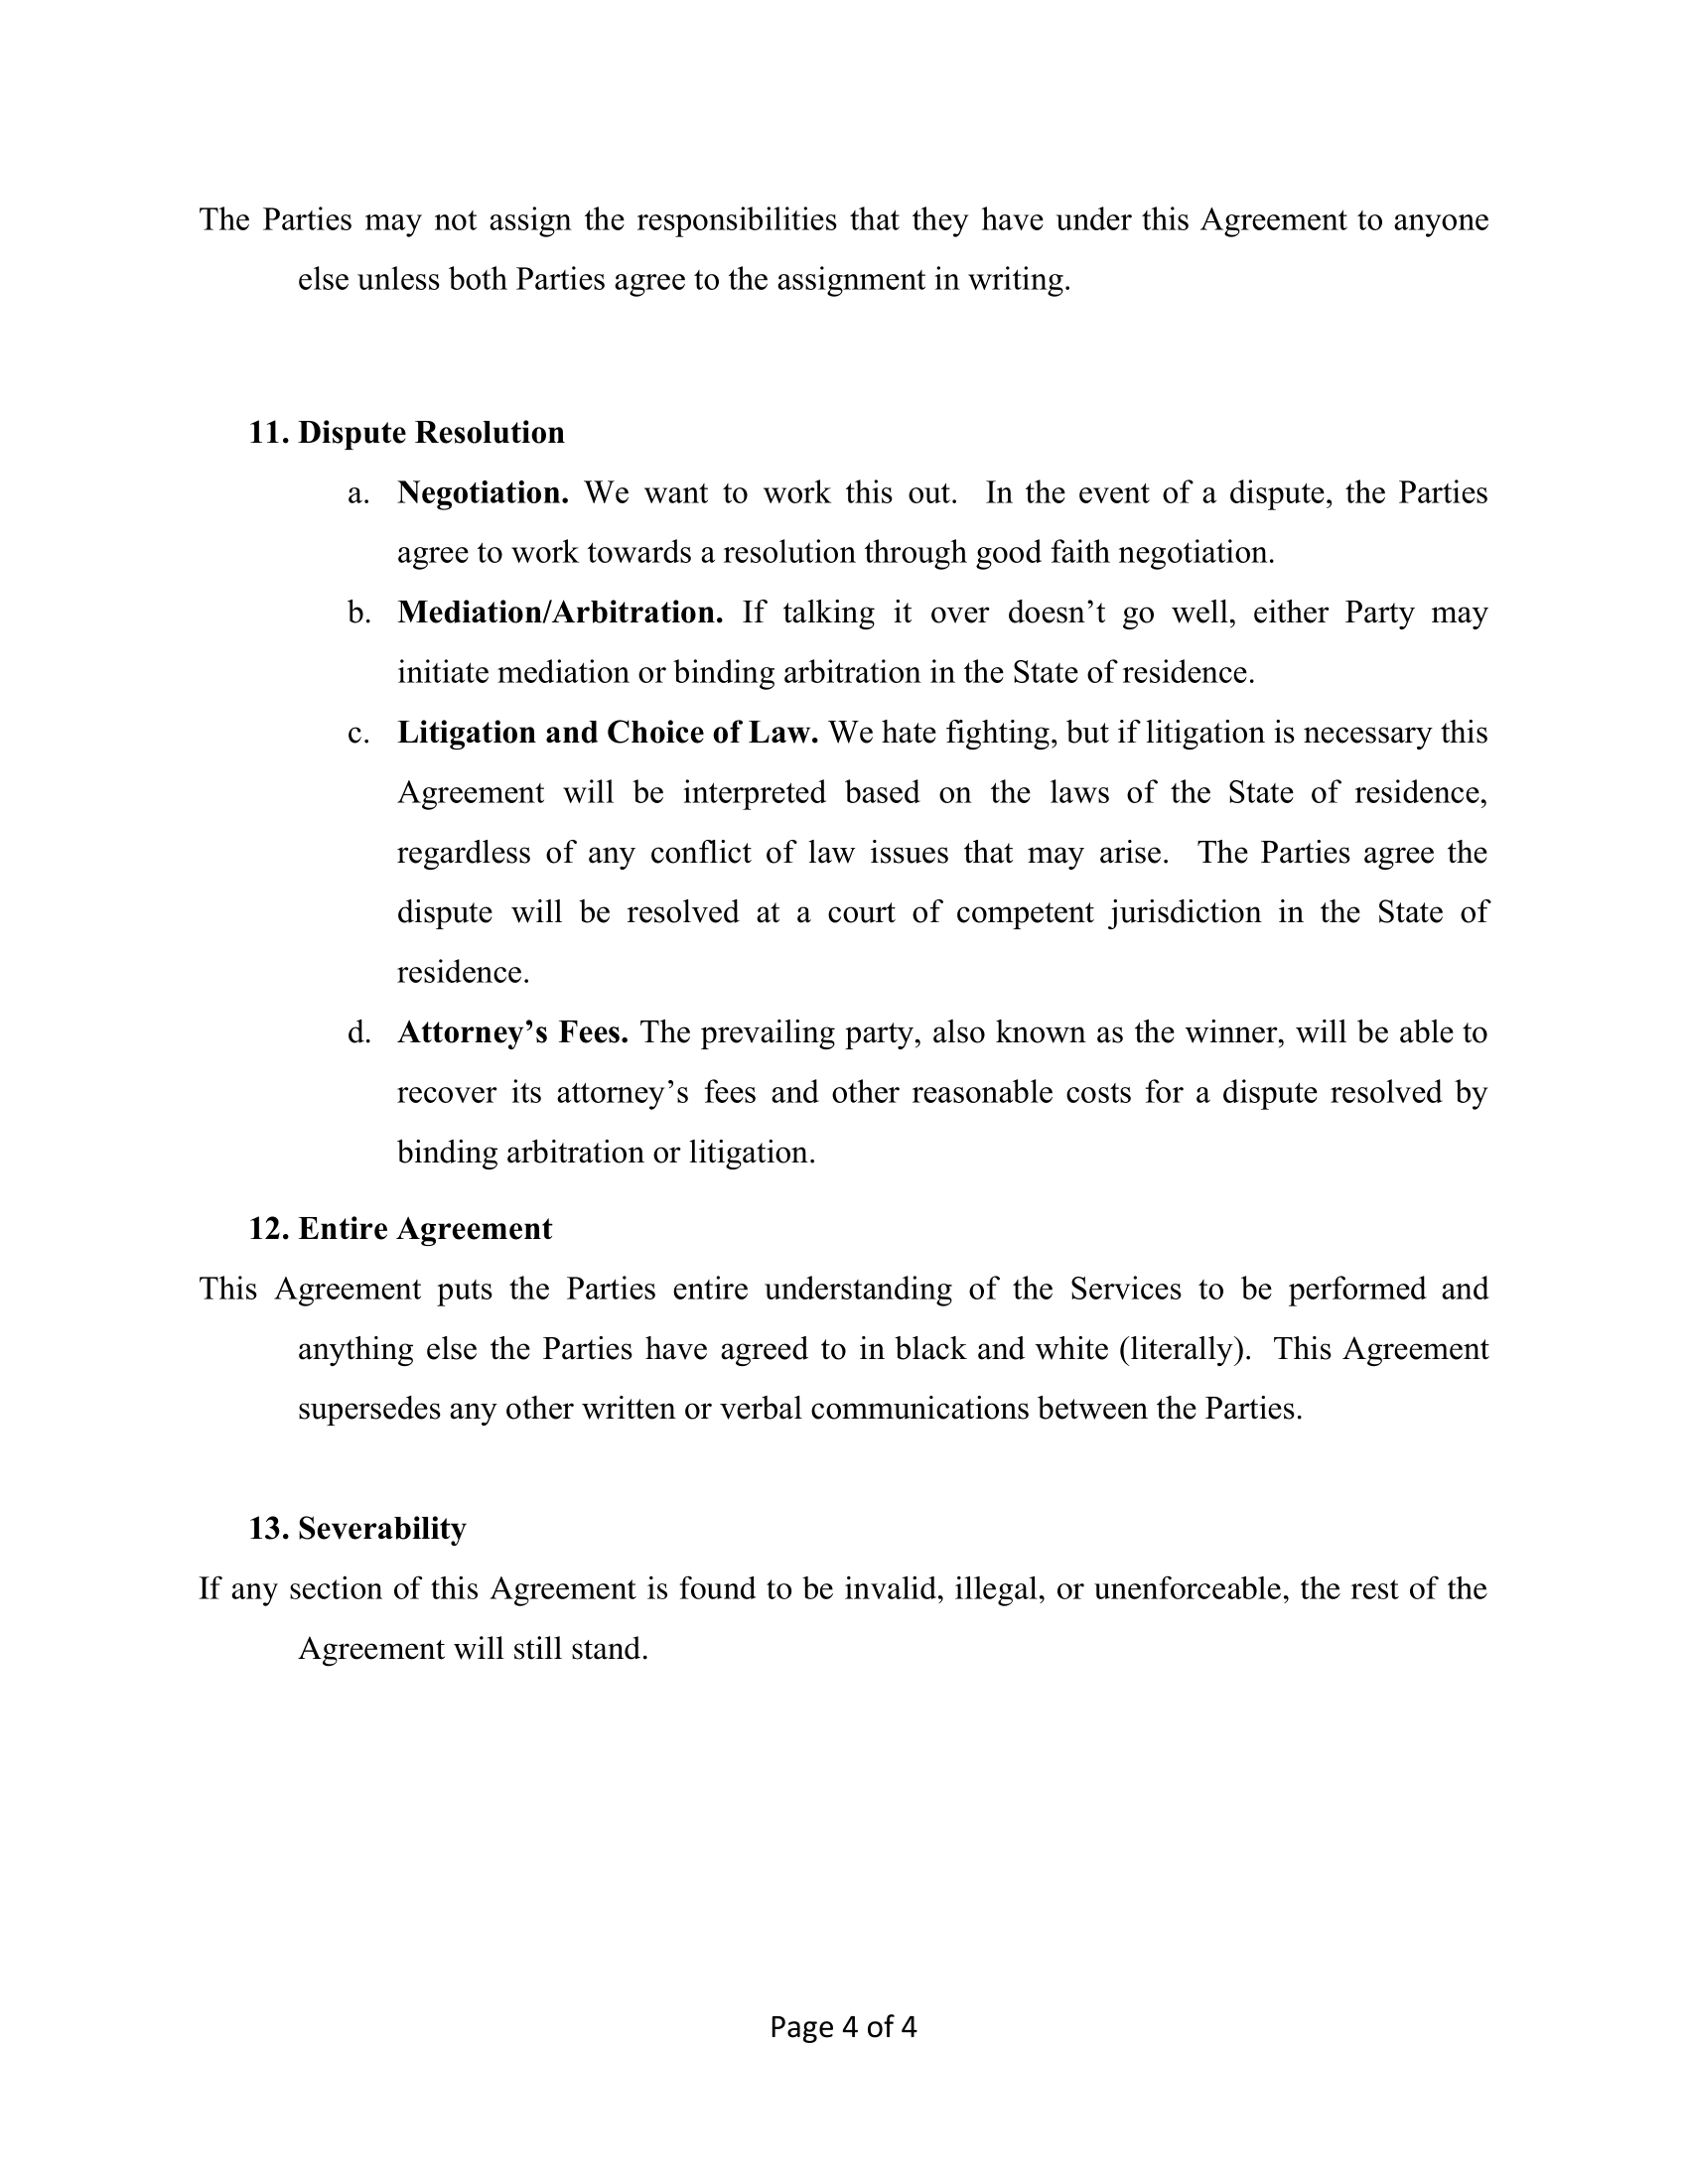 The Parties may not assign the responsibilities that they have under this Agreement to anyone
else unless both Parties agree to the assignment in writing.
11. Dispute Resolution
a. Negotiation. We want to work this out.  In the event of a dispute, the Parties
agree to work towards a resolution through good faith negotiation.
b. Mediation/Arbitration. If talking it over doesn’t go well, either Party may
initiate mediation or binding arbitration in the State of residence.
c. Litigation and Choice of Law. We hate fighting, but if litigation is necessary this
Agreement will be interpreted based on the laws of the State of residence,
regardless of any conflict of law issues that may arise.  The Parties agree the
dispute will be resolved at a court of competent jurisdiction in the State of
residence.
d. Attorney’s Fees. The prevailing party, also known as the winner, will be able to
recover its attorney’s fees and other reasonable costs for a dispute resolved by
binding arbitration or litigation.
12. Entire Agreement
This Agreement puts the Parties entire understanding of the Services to be performed and
anything else the Parties have agreed to in black and white (literally).  This Agreement
supersedes any other written or verbal communications between the Parties.
13. Severability
If any section of this Agreement is found to be invalid, illegal, or unenforceable, the rest of the
Agreement will still stand.
Page 4 of 4